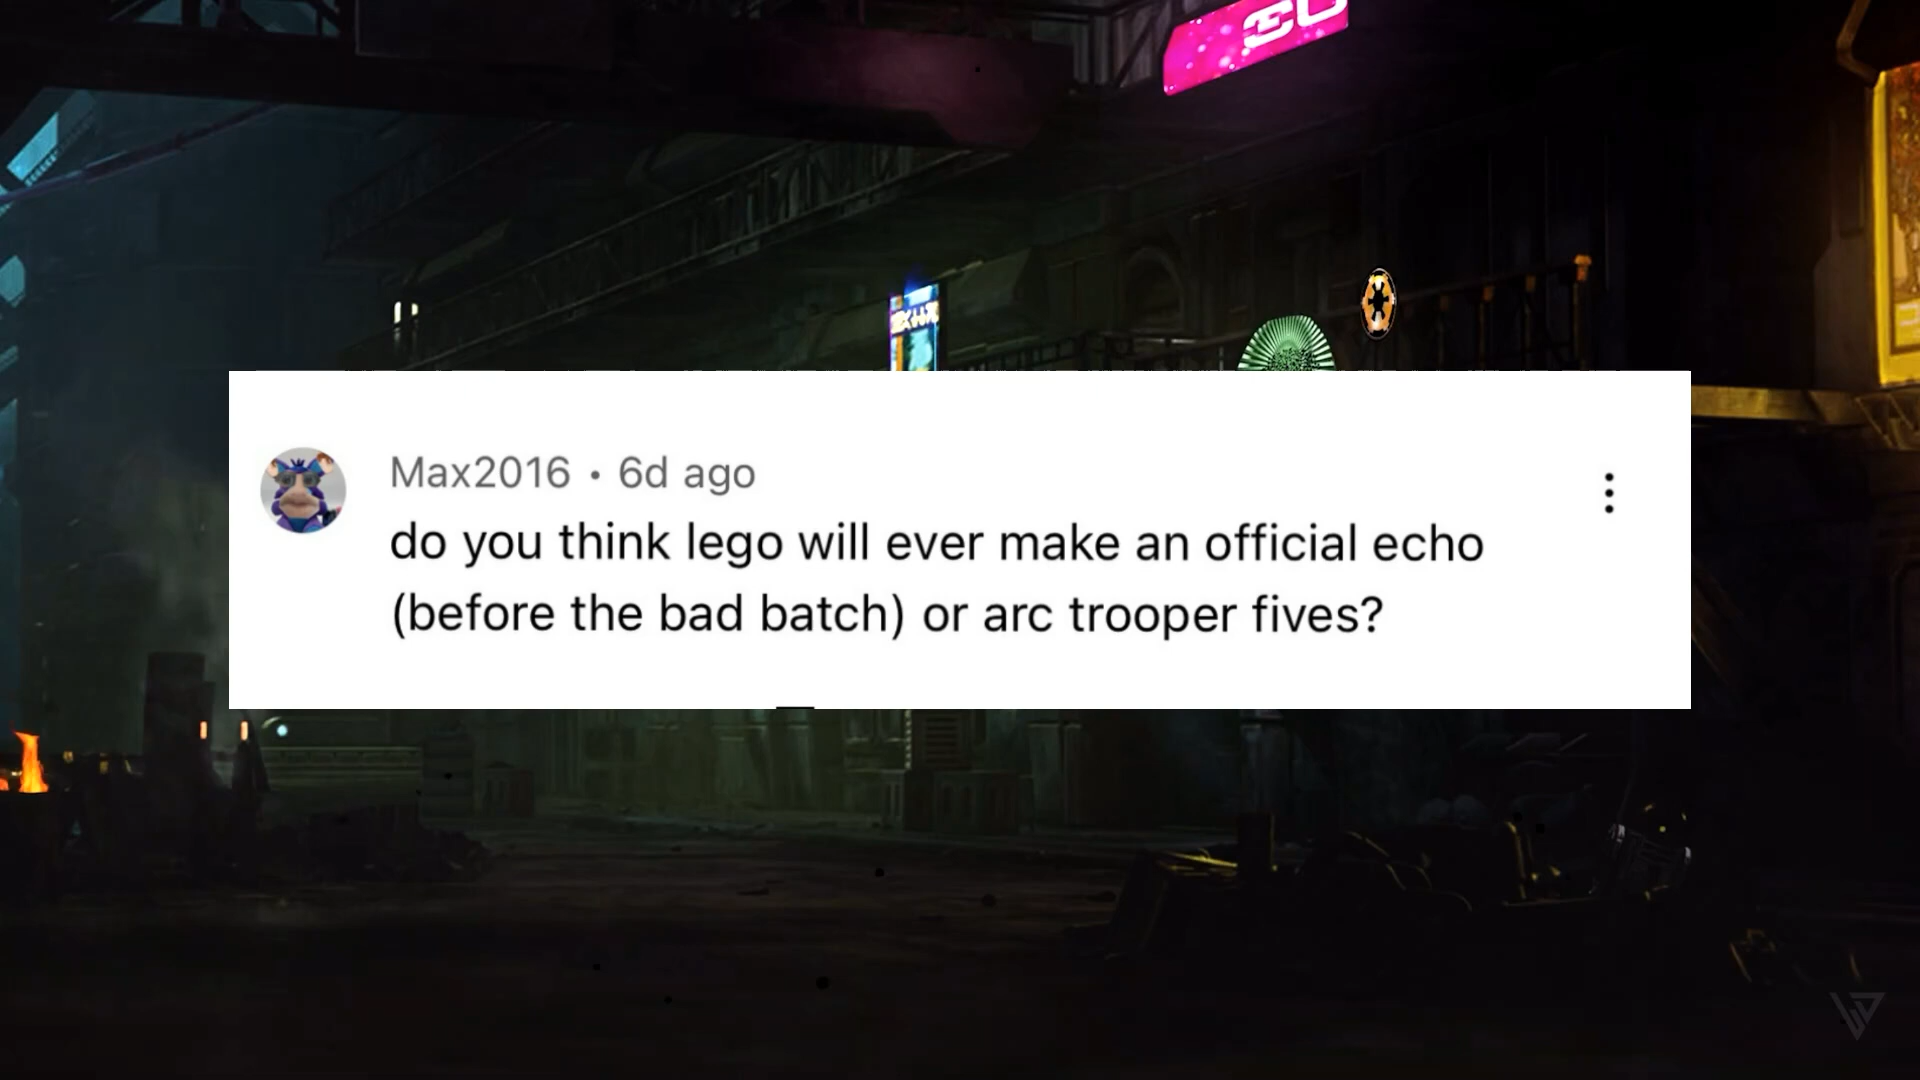 Max2016 • 6d ago
do you think lego will ever make an official echo
(before the bad batch) or arc trooper fives?